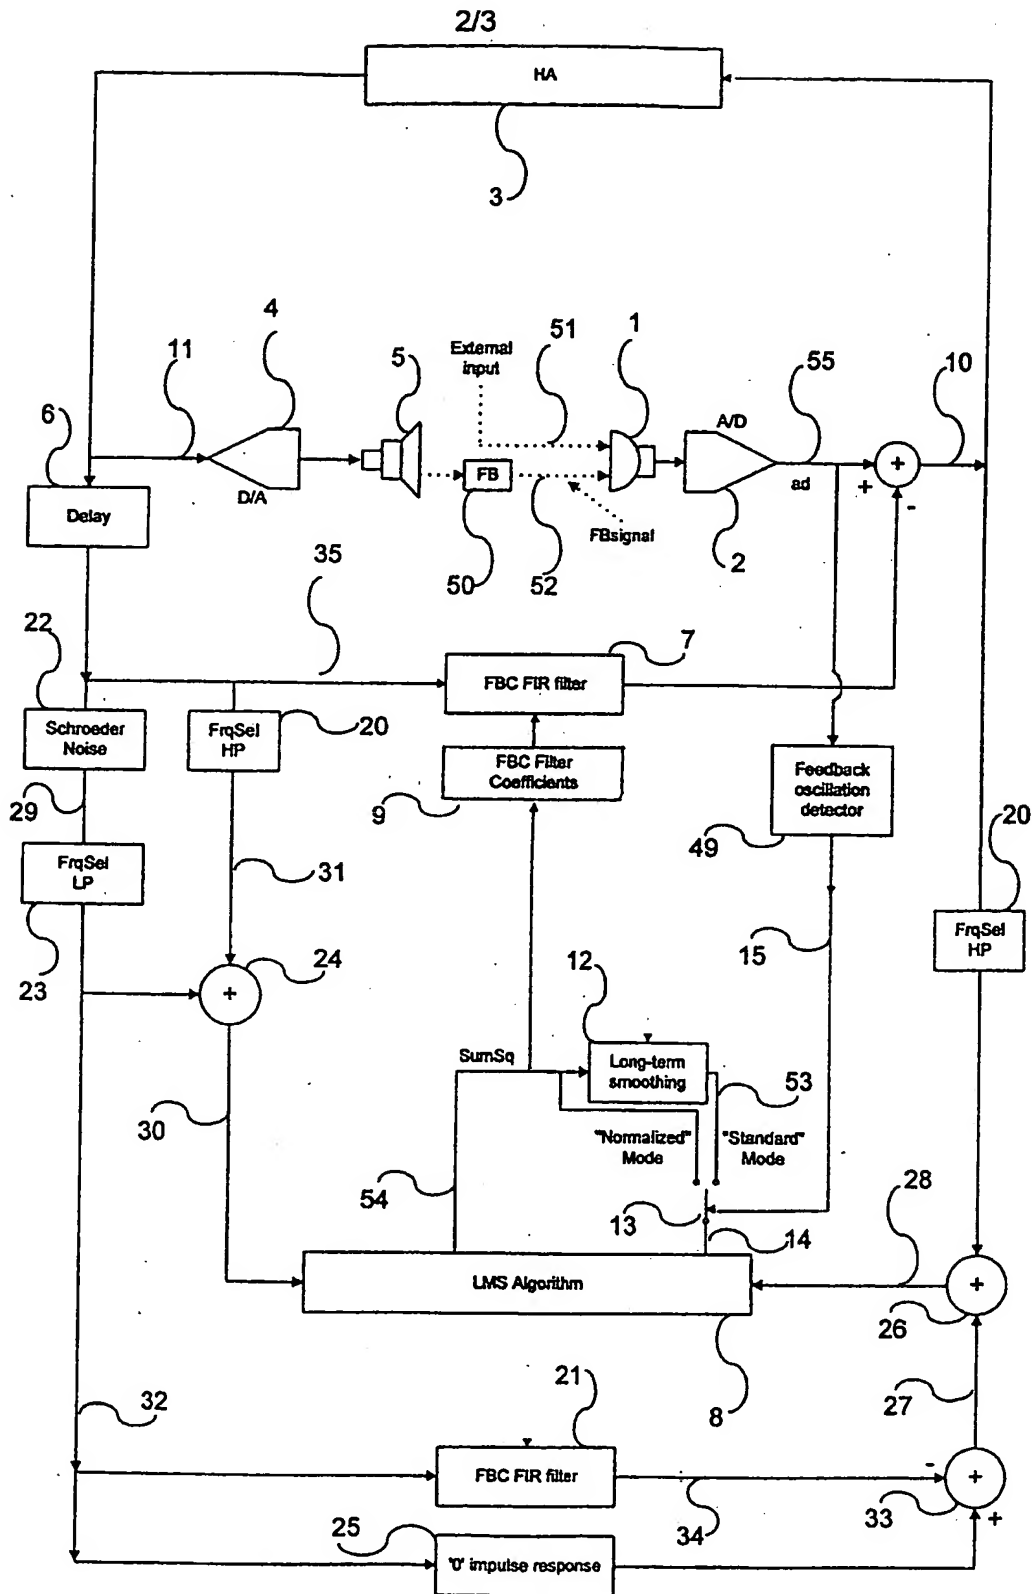 2/3
HA
3
4
11
6
5
External
input
51
1
55
10
A/D
D/A
FB
ad
+
+
-
Delay
FBsignal
50
52
2
35
22
7
Schroeder
Noise
FrqSel
HP
20
FBC FIR filter
29
FBC Filter
Coefficients
9
Feedback
oscillation
detector
49
20
FrqSel
LP
31
23
24
+
15
FrqSel
HP
12
SumSq
Long-term
smoothing
53
30
"Normalized"
Mode
"Standard"
Mode
54
13
14
28
LMS Algorithm
+
26
8
27
32
21
FBC FIR filter
-
+
34
33
+
25
'0' impulse response